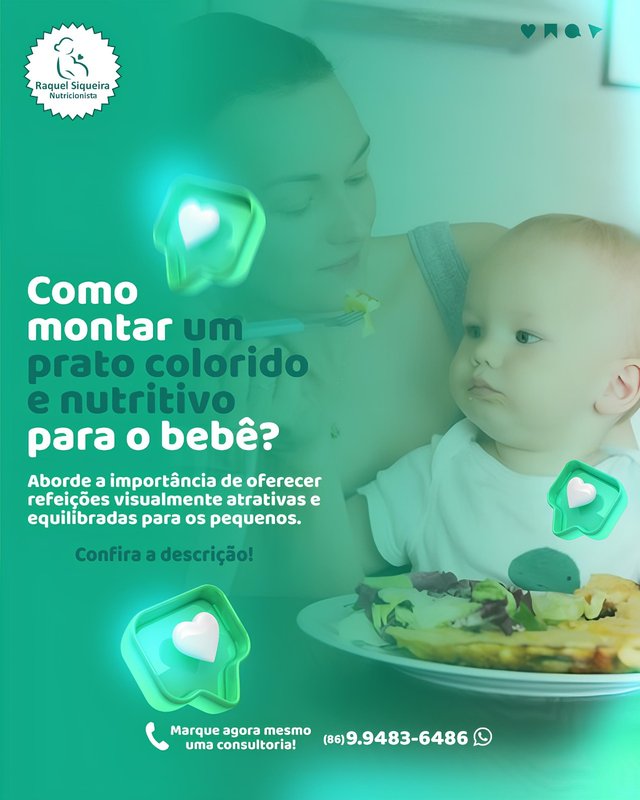 Raquel Siqueira
Nutricionista
Como
montar um
prato colorido
e nutritivo
para o bebê?
Aborde a importância de oferecer
refeições visualmente atrativas e
equilibradas para os pequenos.
Confira a descrição!
Marque agora mesmo
uma consultoria!
(86)9.9483-6486